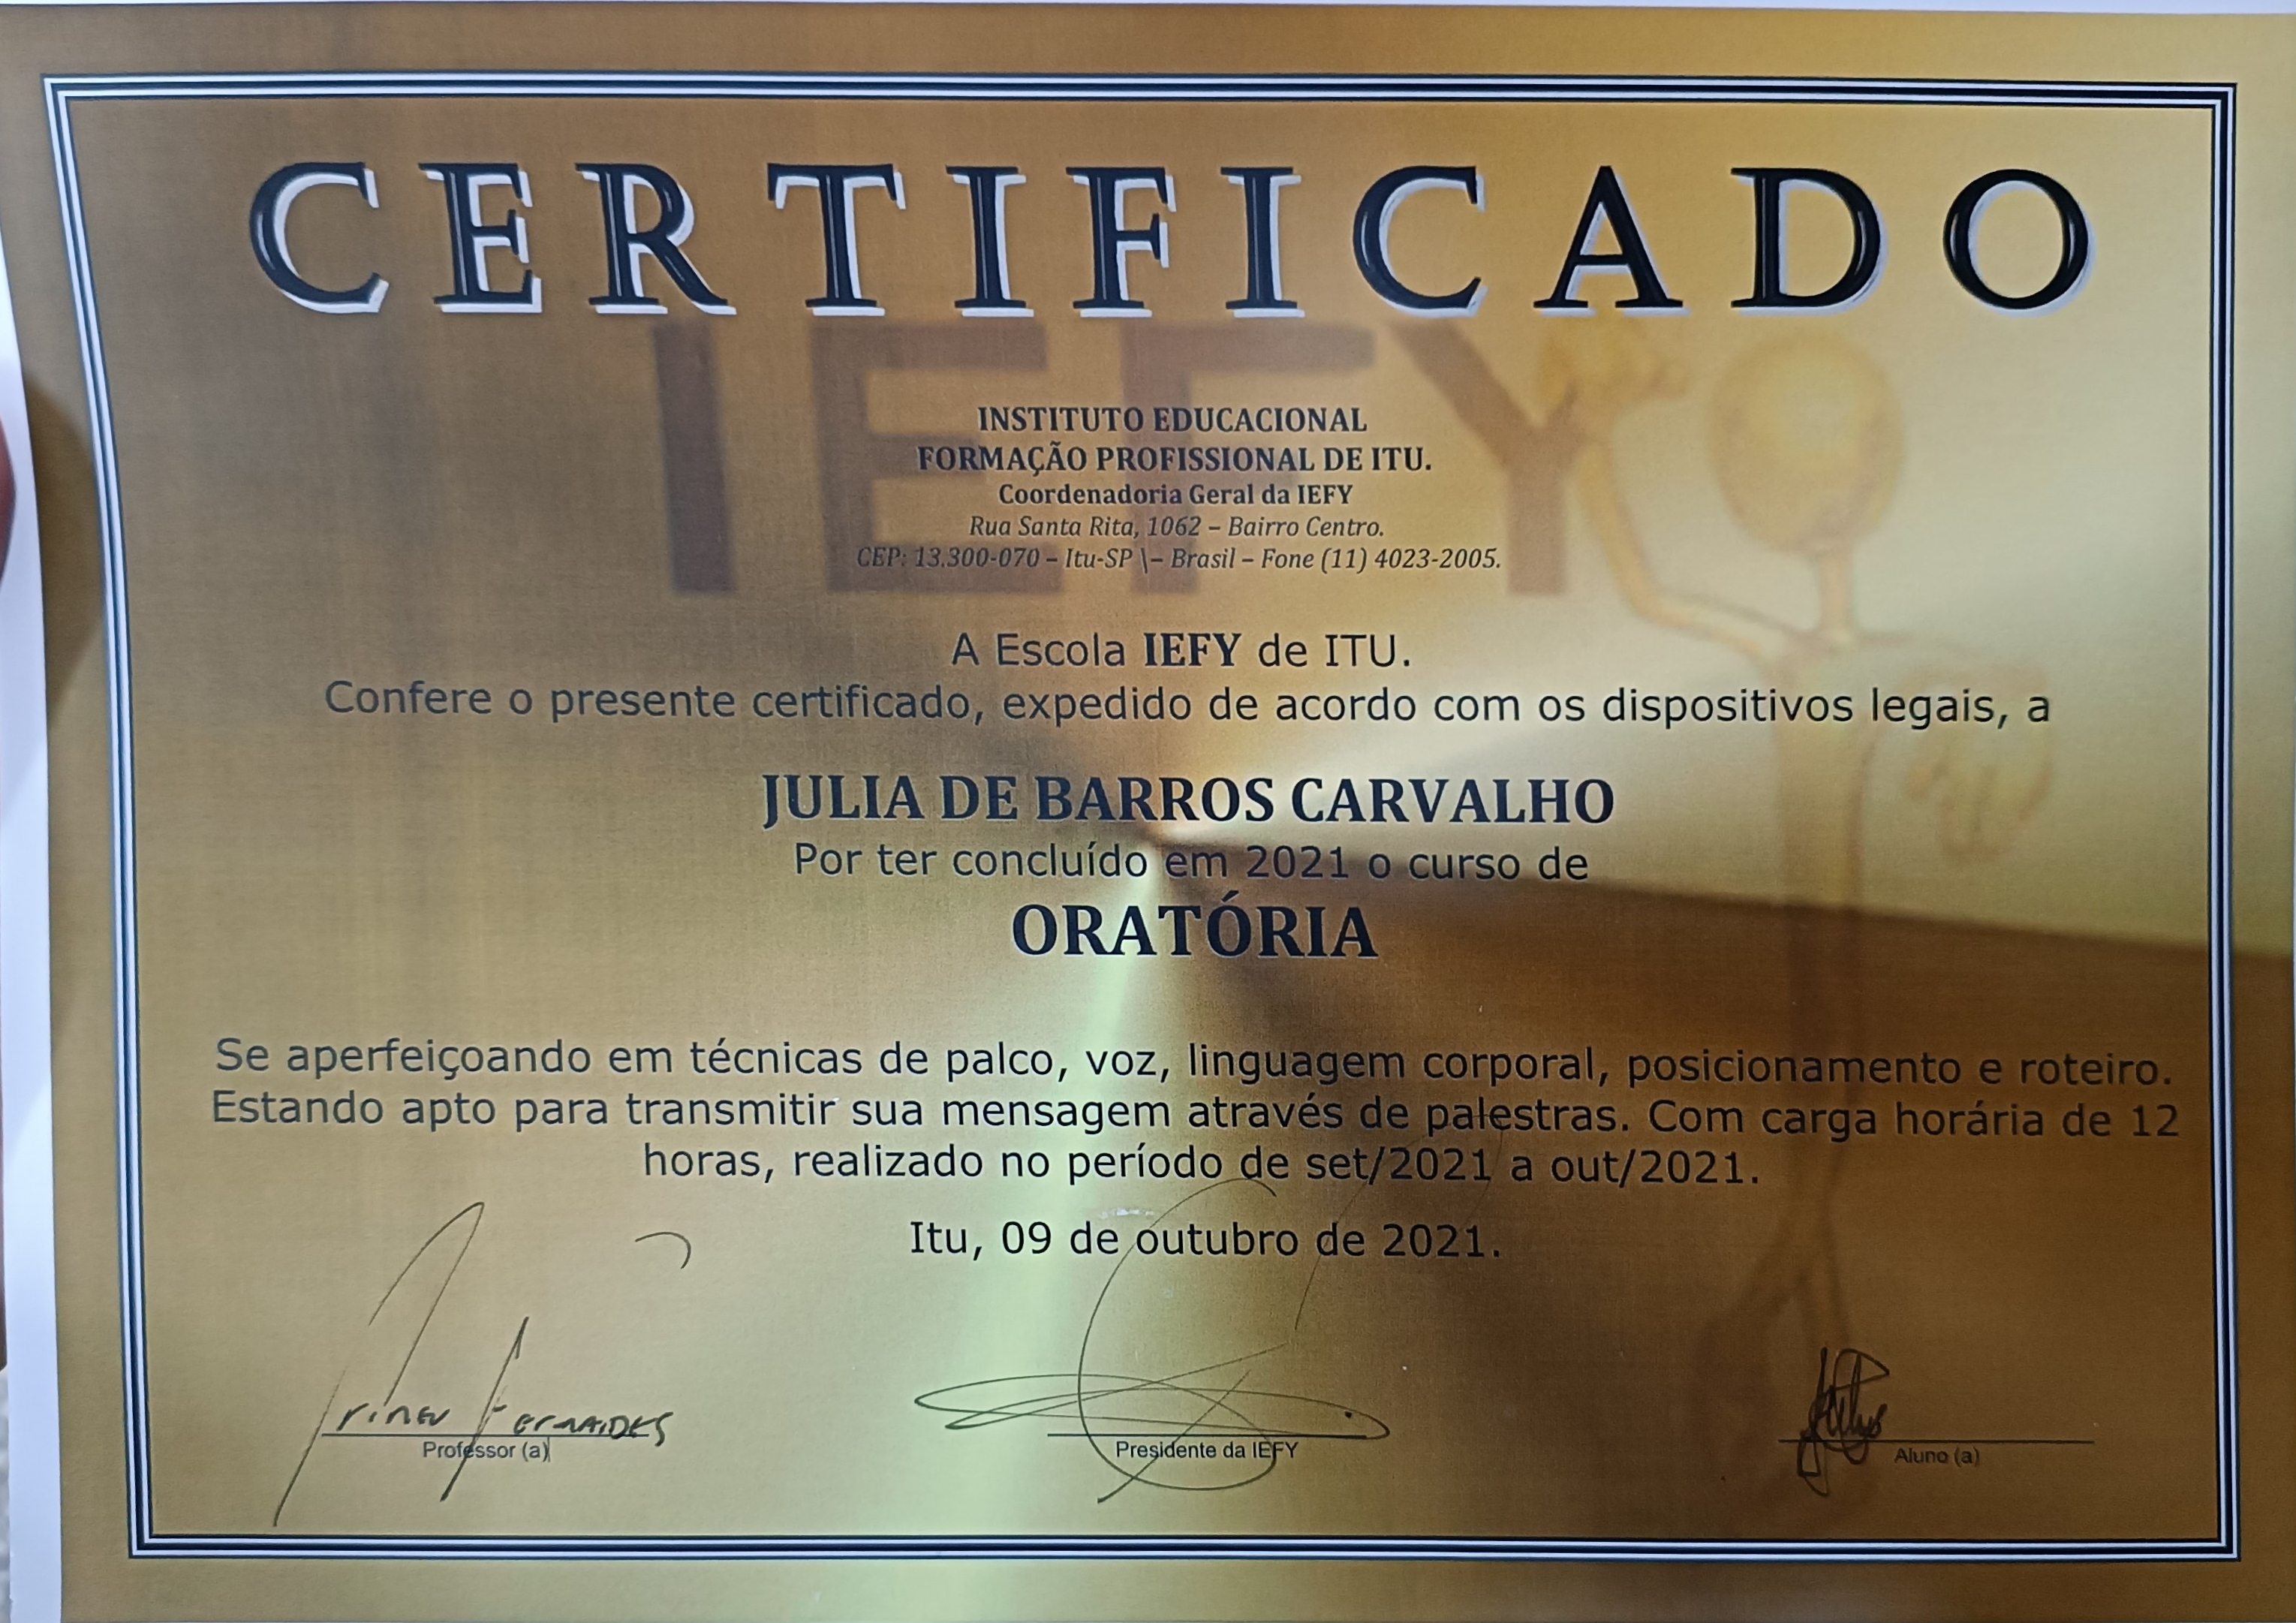 CERTIFICADO
IEFY
INSTITUTO EDUCACIONAL
FORMAÇÃO PROFISSIONAL DE ITU.
Coordenadoria Geral da IEFY
Rua Santa Rita, 1062 – Bairro Centro.
CEP: 13.300-070 – Itu-SP \– Brasil – Fone (11) 4023-2005.
A Escola IEFY de ITU.
Confere o presente certificado, expedido de acordo com os dispositivos legais, a
JULIA DE BARROS CARVALHO
Por ter concluído em 2021 o curso de
ORATÓRIA
Se aperfeiçoando em técnicas de palco, voz, linguagem corporal, posicionamento e roteiro.
Estando apto para transmitir sua mensagem através de palestras. Com carga horária de 12
horas, realizado no período de set/2021 a out/2021.
Itu, 09 de outubro de 2021.
Professor (a)
Presidente da IEFY
Aluno (a)